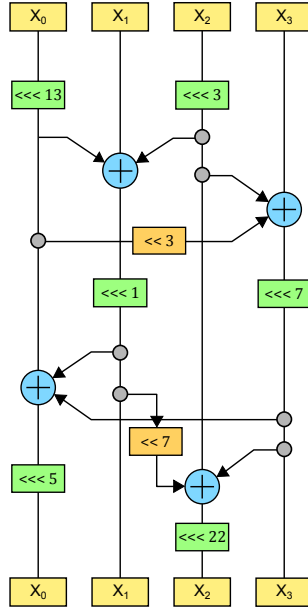 X₀ X₁ X₂ X₃
<<< 13 <<< 3
<< 3
<<< 1 <<< 7
<< 7
<<< 5
<<< 22
X₀ X₁ X₂ X₃